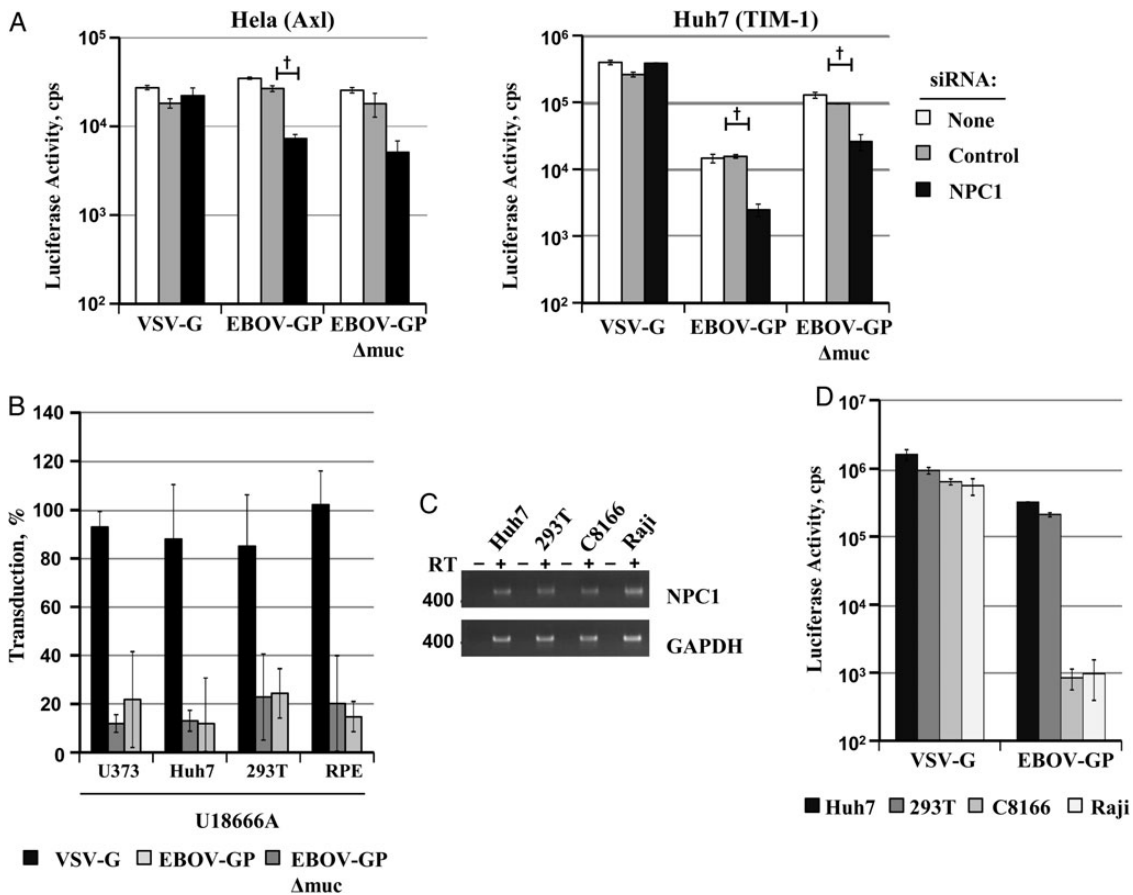 A
Hela (Axl)
Luciferase Activity, cps
10⁵
10⁴
10³
10²
†
VSV-G
EBOV-GP
EBOV-GP
Δmuc
Huh7 (TIM-1)
Luciferase Activity, cps
10⁶
10⁵
10⁴
10³
10²
†
†
VSV-G
EBOV-GP
EBOV-GP
Δmuc
siRNA:
None
Control
NPC1
B
Transduction, %
140
120
100
80
60
40
20
0
U373
Huh7
293T
RPE
U18666A
VSV-G
EBOV-GP
EBOV-GP
Δmuc
C
Huh7
293T
C8166
Raji
RT − + − + − + − +
400
NPC1
400
GAPDH
D
Luciferase Activity, cps
10⁷
10⁶
10⁵
10⁴
10³
10²
VSV-G
EBOV-GP
Huh7
293T
C8166
Raji